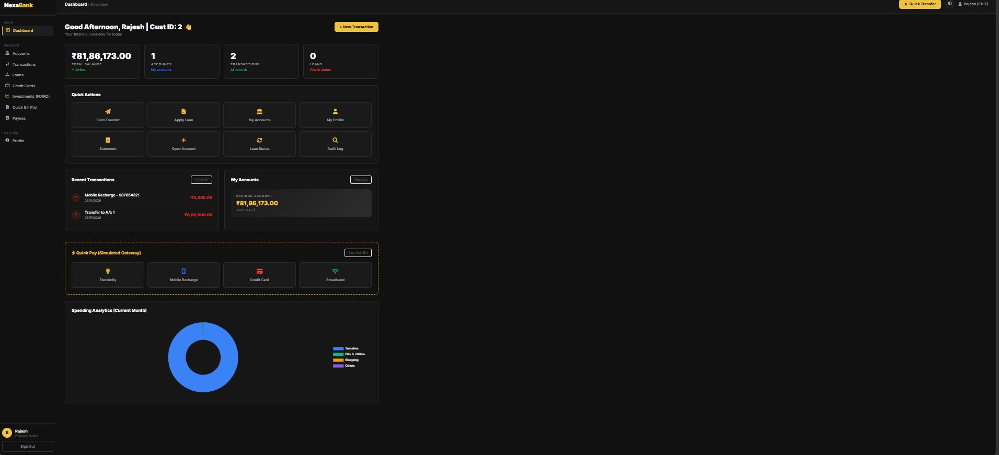 NexaBank
Dashboard › Overview
Quick Transfer
Rajesh (ID: 2)
MAIN
Dashboard
FINANCE
Accounts
Transactions
Loans
Credit Cards
Investments (FD/RD)
Quick Bill Pay
Payees
SYSTEM
Profile
Good Afternoon, Rajesh | Cust ID: 2 👋
Your financial overview for today
+ New Transaction
₹81,86,173.00
TOTAL BALANCE
↑ Active
1
ACCOUNTS
My accounts
2
TRANSACTIONS
All records
0
LOANS
Check status
Quick Actions
Fund Transfer
Apply Loan
My Accounts
My Profile
Statement
Open Account
Loan Status
Audit Log
Recent Transactions
View All
Mobile Recharge - 987654321
26/5/2026
-₹2,000.00
Transfer to A/c 1
26/5/2026
-₹8,00,000.00
My Accounts
Manage
SAVINGS ACCOUNT
₹81,86,173.00
•••• •••• 2
Quick Pay (Simulated Gateway)
Pay Any Bill
Electricity
Mobile Recharge
Credit Card
Broadband
Spending Analytics (Current Month)
Transfers
Bills & Utilities
Shopping
Others
R
Rajesh
Account Holder
Sign Out